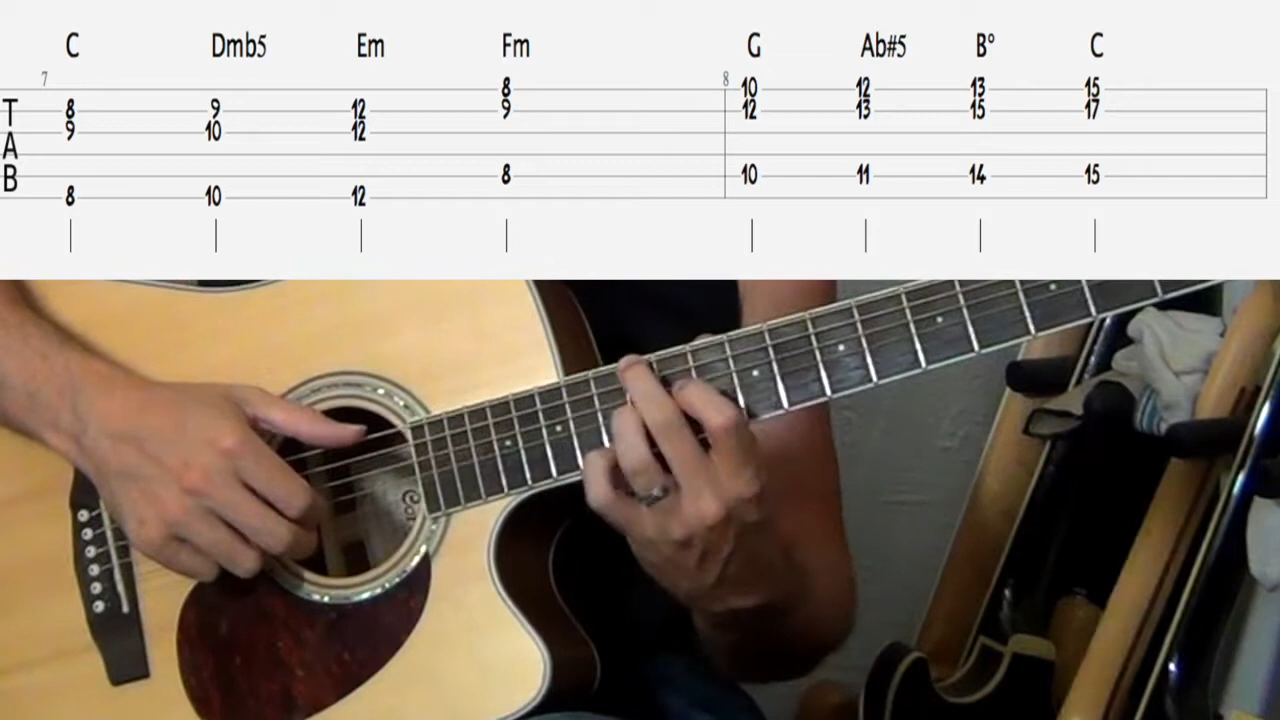 C Dmb5 Em Fm G Ab#5 B° C
7 8 8
8 9 12 9 10 12 13 15
T 9 10 12 12 13 15 17
A
B 8 10 11 14 15
8 10 12